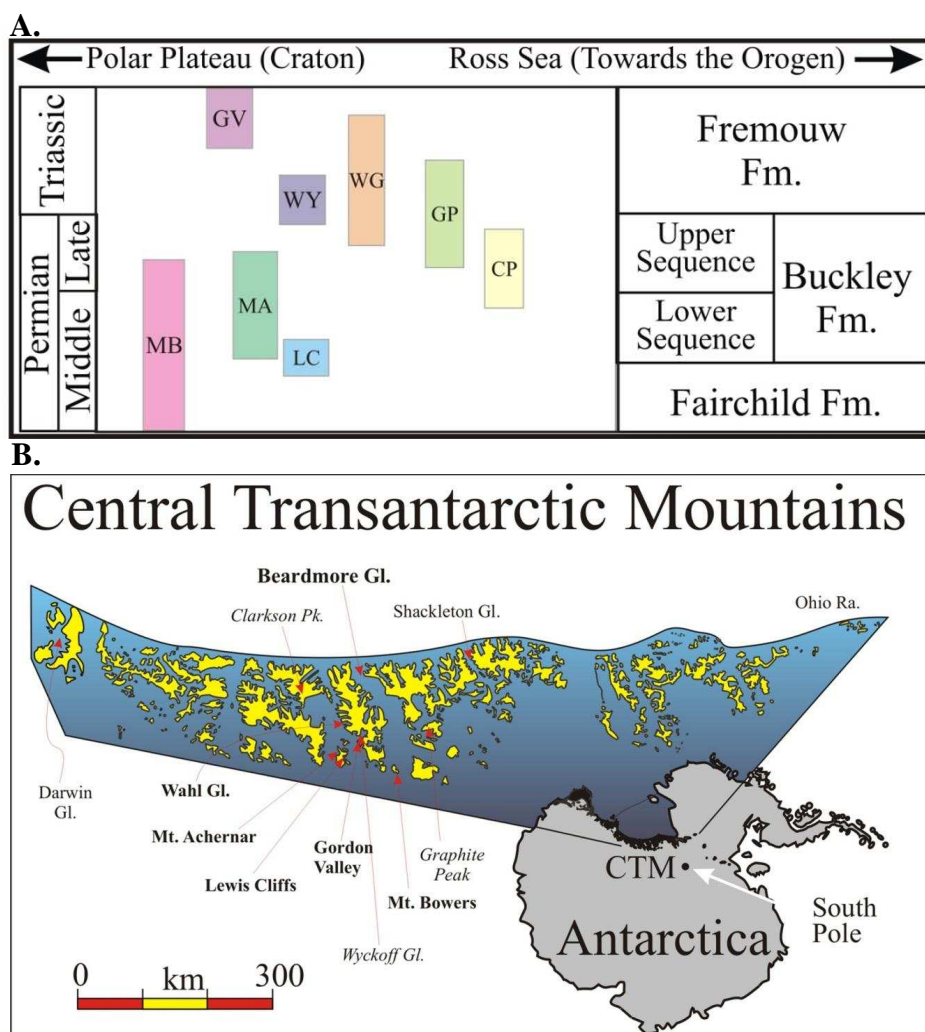 A.
Polar Plateau (Craton)
Ross Sea (Towards the Orogen)
Triassic
Permian
Late
Middle
GV
WY
WG
GP
CP
MA
MB
LC
Fremouw
Fm.
Upper
Sequence
Lower
Sequence
Buckley
Fm.
Fairchild Fm.
B.
Central Transantarctic Mountains
Beardmore Gl.
Clarkson Pk.
Shackleton Gl.
Ohio Ra.
Darwin
Gl.
Wahl Gl.
Mt. Achernar
Lewis Cliffs
Gordon
Valley
Wyckoff Gl.
Mt. Bowers
Graphite
Peak
CTM
South
Pole
Antarctica
0
km
300